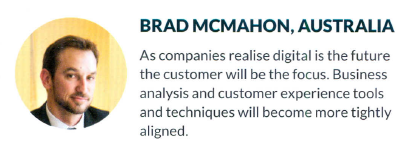 BRAD MCMAHON, AUSTRALIA
As companies realise digital is the future
the customer will be the focus. Business
analysis and customer experience tools
and techniques will become more tightly
aligned.